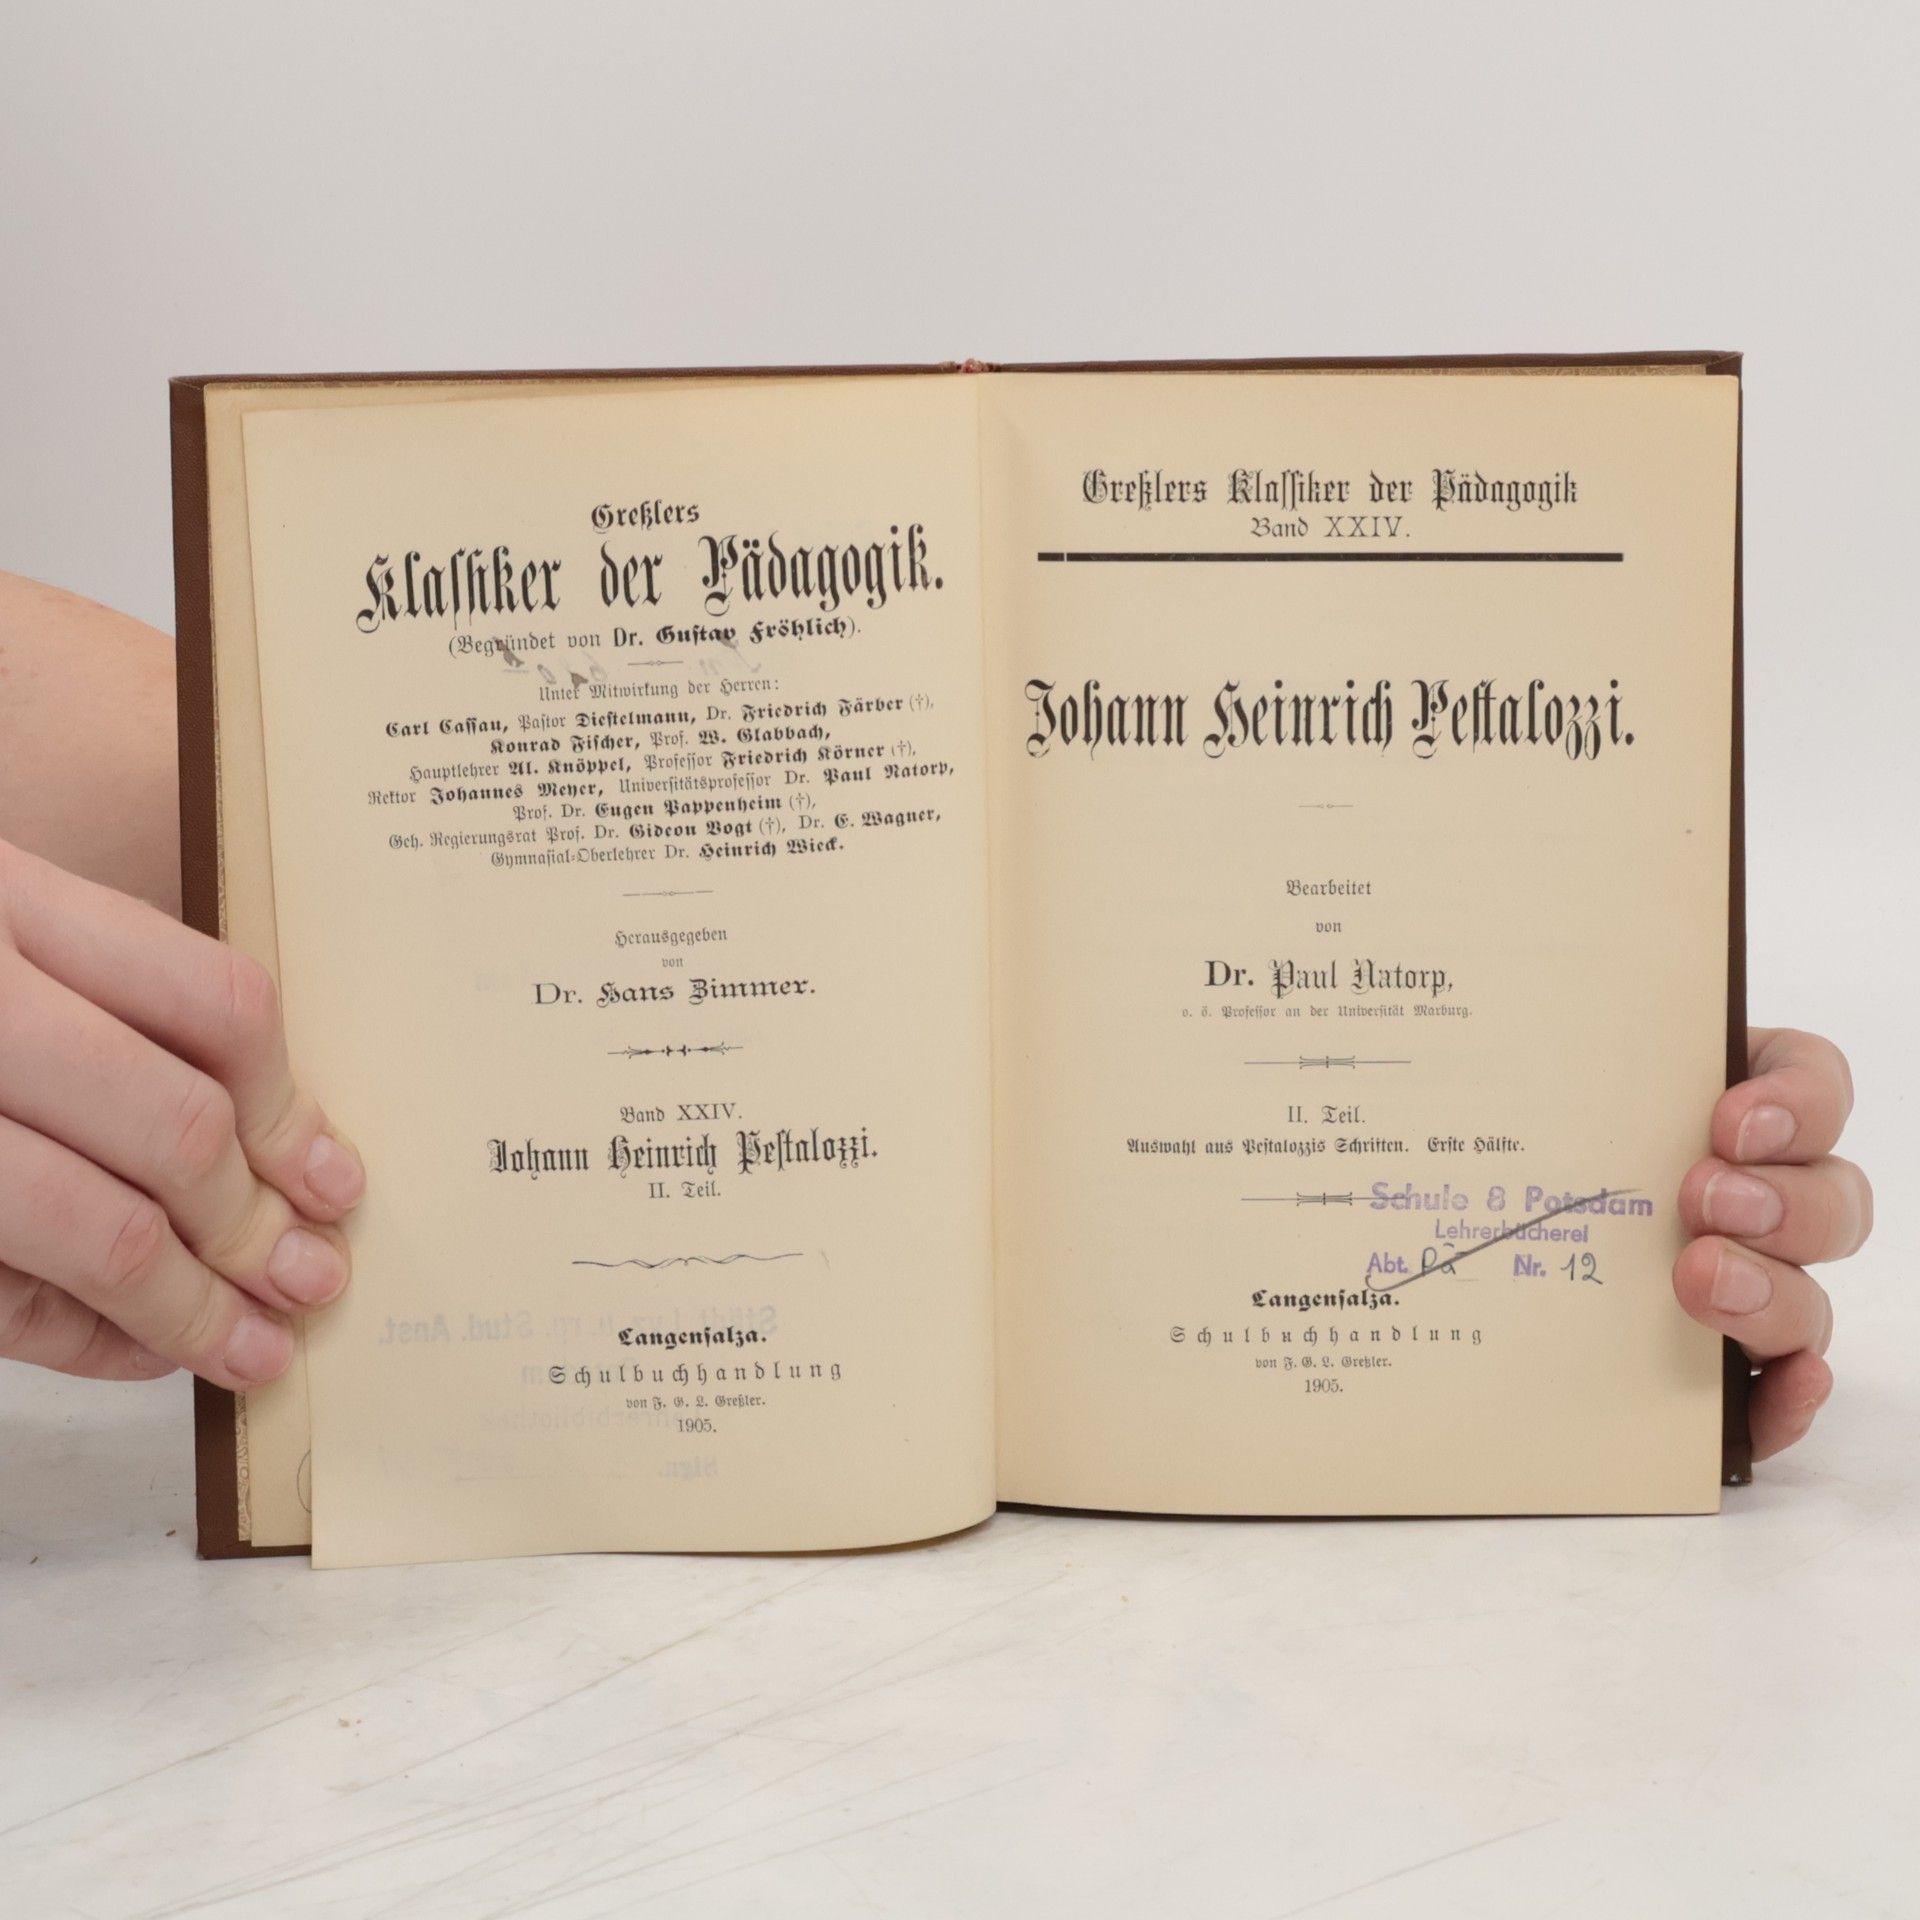 Greßlers
Klassiker der Pädagogik.
(Begründet von Dr. Gustav Fröhlich).
Unter Mitwirkung der Herren:
Carl Cassau, Pastor Diestelmann, Dr. Friedrich Färber (†),
Konrad Fischer, Prof. W. Glabbach,
Hauptlehrer Al. Knöppel, Professor Friedrich Körner (†),
Rektor Johannes Meyer, Universitätsprofessor Dr. Paul Natorp,
Prof. Dr. Eugen Pappenheim (†),
Geh. Regierungsrat Prof. Dr. Gideon Vogt (†), Dr. E. Wagner,
Gymnasial-Oberlehrer Dr. Heinrich Wieck.
Herausgegeben
von
Dr. Hans Zimmer.
Band XXIV.
Johann Heinrich Pestalozzi.
II. Teil.
Langensalza.
Schulbuchhandlung
von F. G. L. Greßler.
1905.
Greßlers Klassiker der Pädagogik
Band XXIV.
Johann Heinrich Pestalozzi.
Bearbeitet
von
Dr. Paul Natorp,
o. ö. Professor an der Universität Marburg.
II. Teil.
Auswahl aus Pestalozzis Schriften. Erste Hälfte.
Schule 8 Potsdam
Lehrerbücherei
Abt. Pä Nr. 12
Langensalza.
Schulbuchhandlung
von F. G. L. Greßler.
1905.